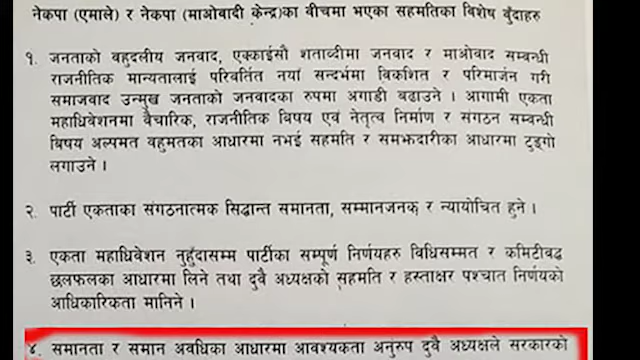 नेकपा (एमाले) र नेकपा (माओवादी केन्द्र)का बीचमा भएका सहमतिका बिशेष बुँदाहरु
१. जनताको बहुदलीय जनवाद, एक्काईसौ शताब्दीमा जनवाद र माओवाद सम्बन्धी
राजनीतिक मान्यतालाई परिवर्तित नयाँ सन्दर्भमा विकशित र परिमार्जन गरी
समाजवाद उन्मुख जनताको जनवादका रुपमा अगाडी बढाउने । आगामी एकता
महाधिवेशनमा वैचारिक, राजनीतिक बिषय एवं नेतृत्व निर्माण र संगठन सम्बन्धी
बिषय अल्पमत वहुमतका आधारमा नभई सहमति र समझदारीका आधारमा टुङ्गो
लगाउने ।
२. पार्टी एकताका संगठनात्मक सिद्धान्त समानता, सम्मानजनक र न्यायोचित हुने ।
३. एकता महाधिवेशन नुहुँदासम्म पार्टीका सम्पूर्ण निर्णयहरु विधिसम्मत र कमिटीबद्ध
छलफलका आधारमा लिने तथा दुवै अध्यक्षको सहमति र हस्ताक्षर पश्चात निर्णयको
आधिकारिकता मानिने ।
४. समानता र समान अवधिका आधारमा आवश्यकता अनुरुप दुवै अध्यक्षले सरकारको